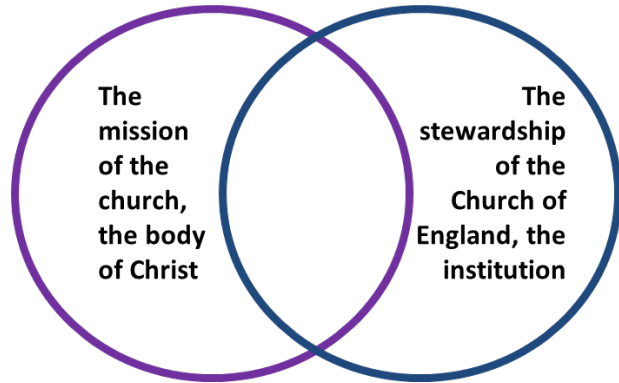 The
mission
of the
church,
the body
of Christ
The
stewardship
of the
Church of
England, the
institution